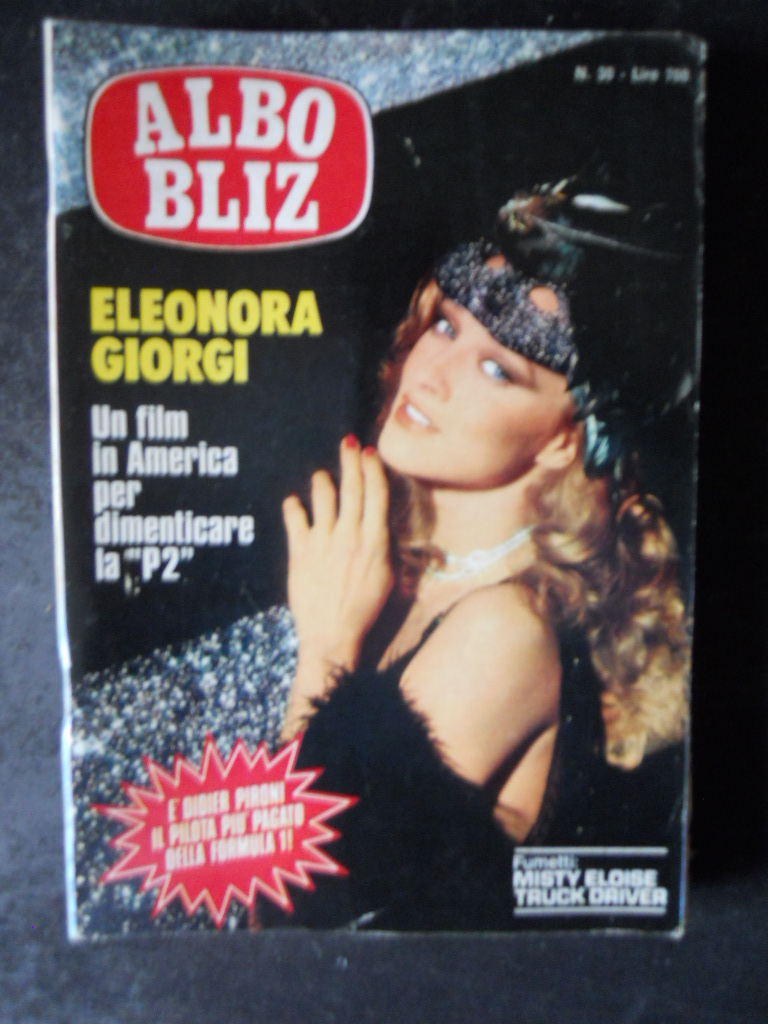 N. 30 - Lire 700
ALBO
BLIZ
ELEONORA
GIORGI
Un film
in America
per
dimenticare
la "P2"
E' DIDIER PIRONI
IL PILOTA PIU' PAGATO
DELLA FORMULA 1!
Fumetti:
MISTY ELOISE
TRUCK DRIVER